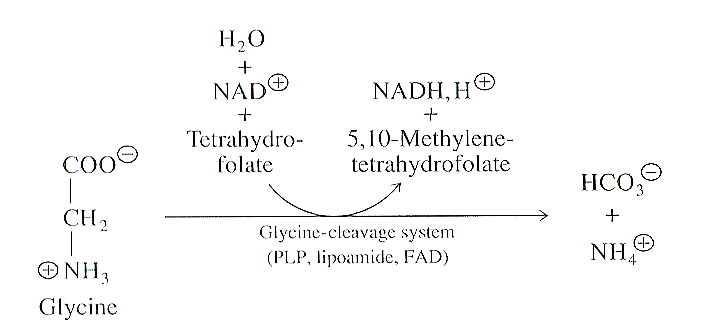 H₂O
+
NAD⊕
+
Tetrahydro-
folate
NADH, H⊕
+
5,10-Methylene-
tetrahydrofolate
COO⊖
CH₂
⊕NH₃
Glycine
Glycine-cleavage system
(PLP, lipoamide, FAD)
HCO₃⊖
+
NH₄⊕